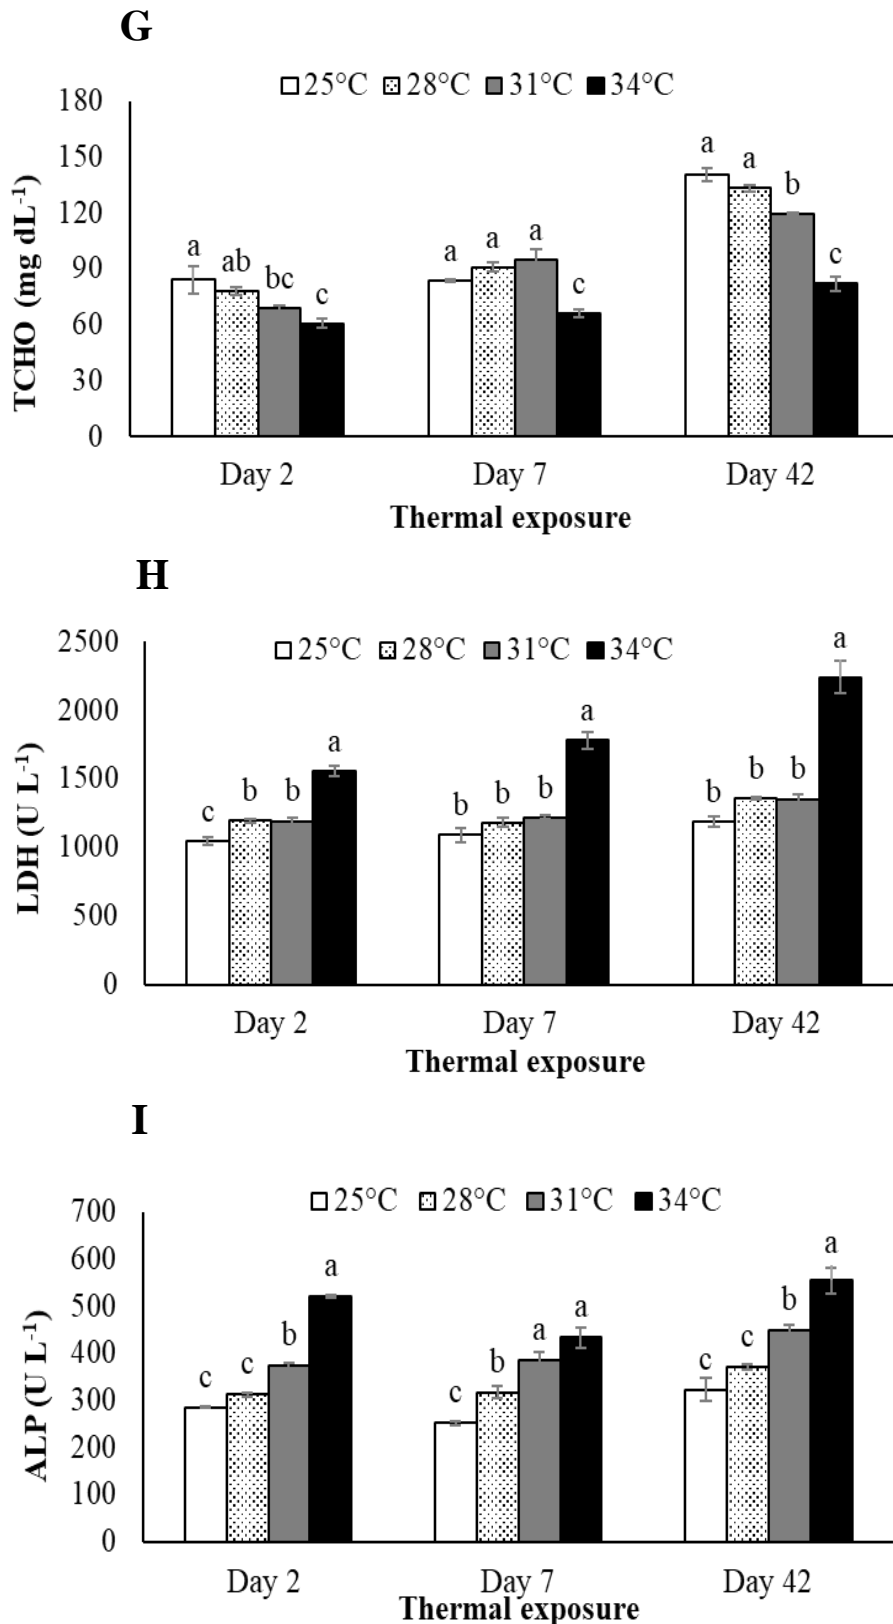 G
25°C 28°C 31°C 34°C
180
150
120
90
60
30
0
TCHO (mg dL⁻¹)
a ab bc c
a a a c
a a b c
Day 2 Day 7 Day 42
Thermal exposure
H
25°C 28°C 31°C 34°C
2500
2000
1500
1000
500
0
LDH (U L⁻¹)
c b b a
b b b a
b b b a
Day 2 Day 7 Day 42
Thermal exposure
I
25°C 28°C 31°C 34°C
700
600
500
400
300
200
100
0
ALP (U L⁻¹)
c c b a
c b a a
c c b a
Day 2 Day 7 Day 42
Thermal exposure